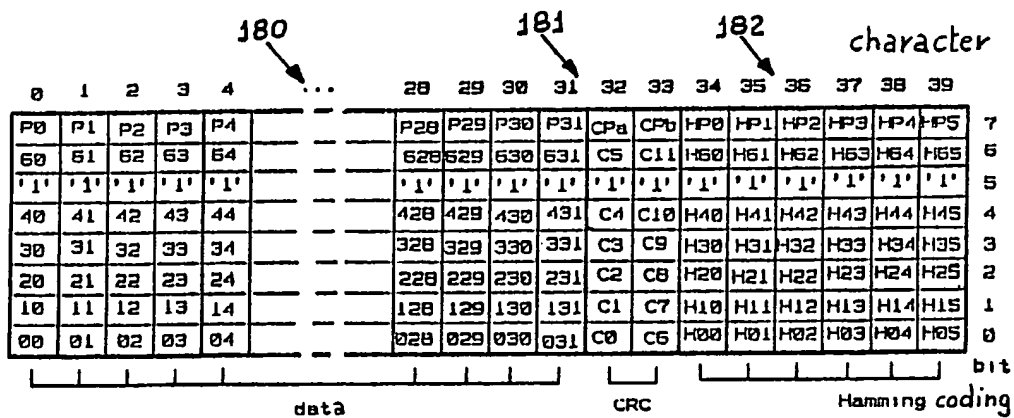 180 181 182 character
0 1 2 3 4 ... 28 29 30 31 32 33 34 35 36 37 38 39
P0 P1 P2 P3 P4 P28 P29 P30 P31 CPa CPb HP0 HP1 HP2 HP3 HP4 HP5 7
60 61 62 63 64 628 629 630 631 C5 C11 H60 H61 H62 H63 H64 H65 6
'1' '1' '1' '1' '1' '1' '1' '1' '1' '1' '1' '1' '1' '1' '1' '1' '1' 5
40 41 42 43 44 428 429 430 431 C4 C10 H40 H41 H42 H43 H44 H45 4
30 31 32 33 34 328 329 330 331 C3 C9 H30 H31 H32 H33 H34 H35 3
20 21 22 23 24 228 229 230 231 C2 C8 H20 H21 H22 H23 H24 H25 2
10 11 12 13 14 128 129 130 131 C1 C7 H10 H11 H12 H13 H14 H15 1
00 01 02 03 04 028 029 030 031 C0 C6 H00 H01 H02 H03 H04 H05 0
bit
data CRC Hamming coding